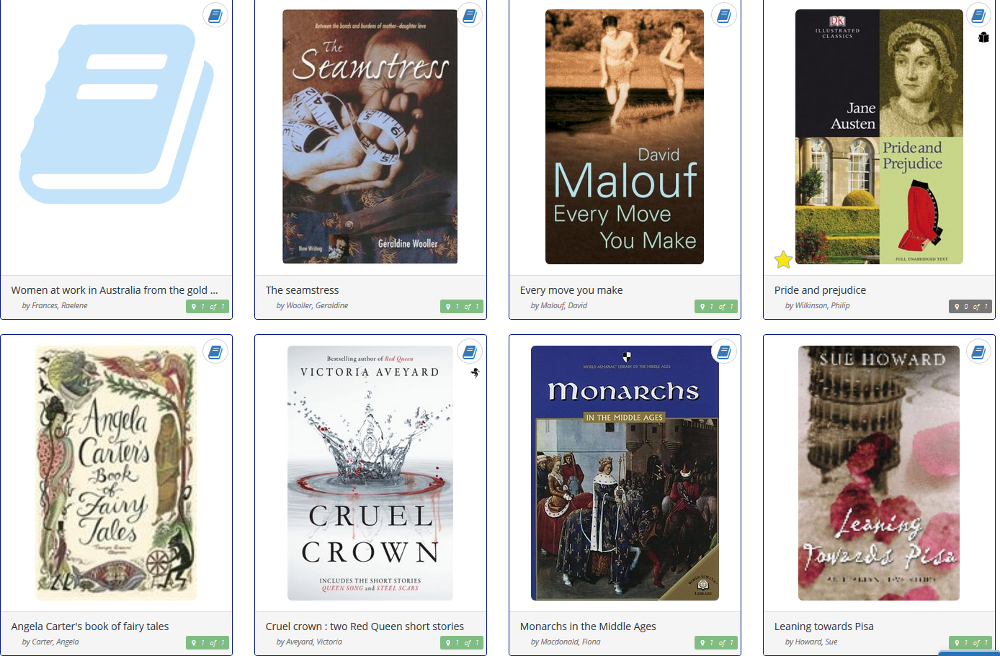 Between the bonds and burdens of mother-daughter love
The
Seamstress
New Writing
Geraldine Wooller
David
Malouf
Every Move
You Make
DK
ILLUSTRATED
CLASSICS
Jane
Austen
Pride and
Prejudice
FULL UNABRIDGED TEXT
Women at work in Australia from the gold ...
by Frances, Raelene
1 of 1
The seamstress
by Wooller, Geraldine
1 of 1
Every move you make
by Malouf, David
1 of 1
Pride and prejudice
by Wilkinson, Philip
0 of 1
Angela
Carter's
Book
of
Fairy
Tales
Bestselling author of Red Queen
VICTORIA AVEYARD
CRUEL
CROWN
INCLUDES THE SHORT STORIES
QUEEN SONG and STEEL SCARS
WORLD ALMANAC® LIBRARY OF THE MIDDLE AGES
Monarchs
IN THE MIDDLE AGES
WORLD ALMANAC®
LIBRARY
SUE HOWARD
Leaning
Towards Pisa
Angela Carter's book of fairy tales
by Carter, Angela
1 of 1
Cruel crown : two Red Queen short stories
by Aveyard, Victoria
1 of 1
Monarchs in the Middle Ages
by Macdonald, Fiona
1 of 1
Leaning towards Pisa
by Howard, Sue
1 of 1